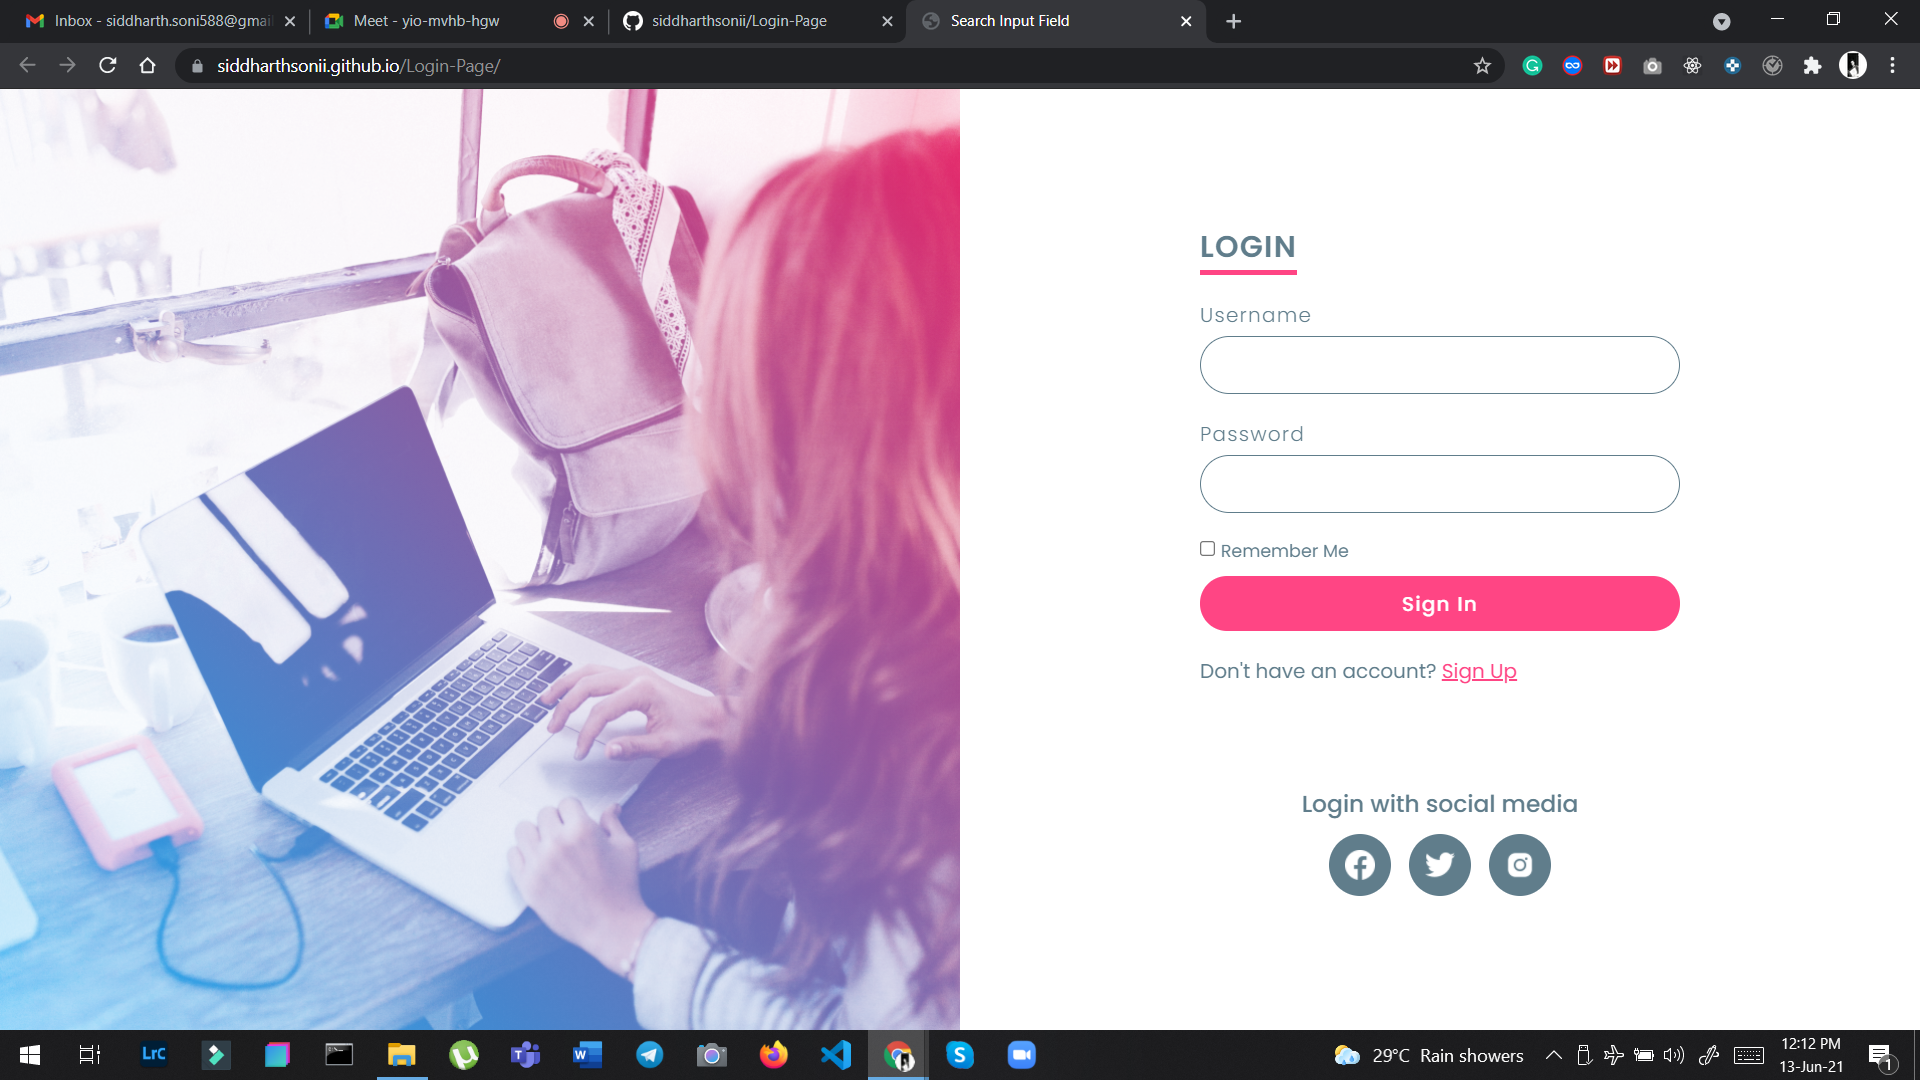 Inbox - siddharth.soni588@gmai
Meet - yio-mvhb-hgw
siddharthsonii/Login-Page
Search Input Field
siddharthsonii.github.io/Login-Page/
LOGIN
Username
Password
Remember Me
Sign In
Don't have an account? Sign Up
Login with social media
LrC
T
W
S
29°C Rain showers
12:12 PM
13-Jun-21
1